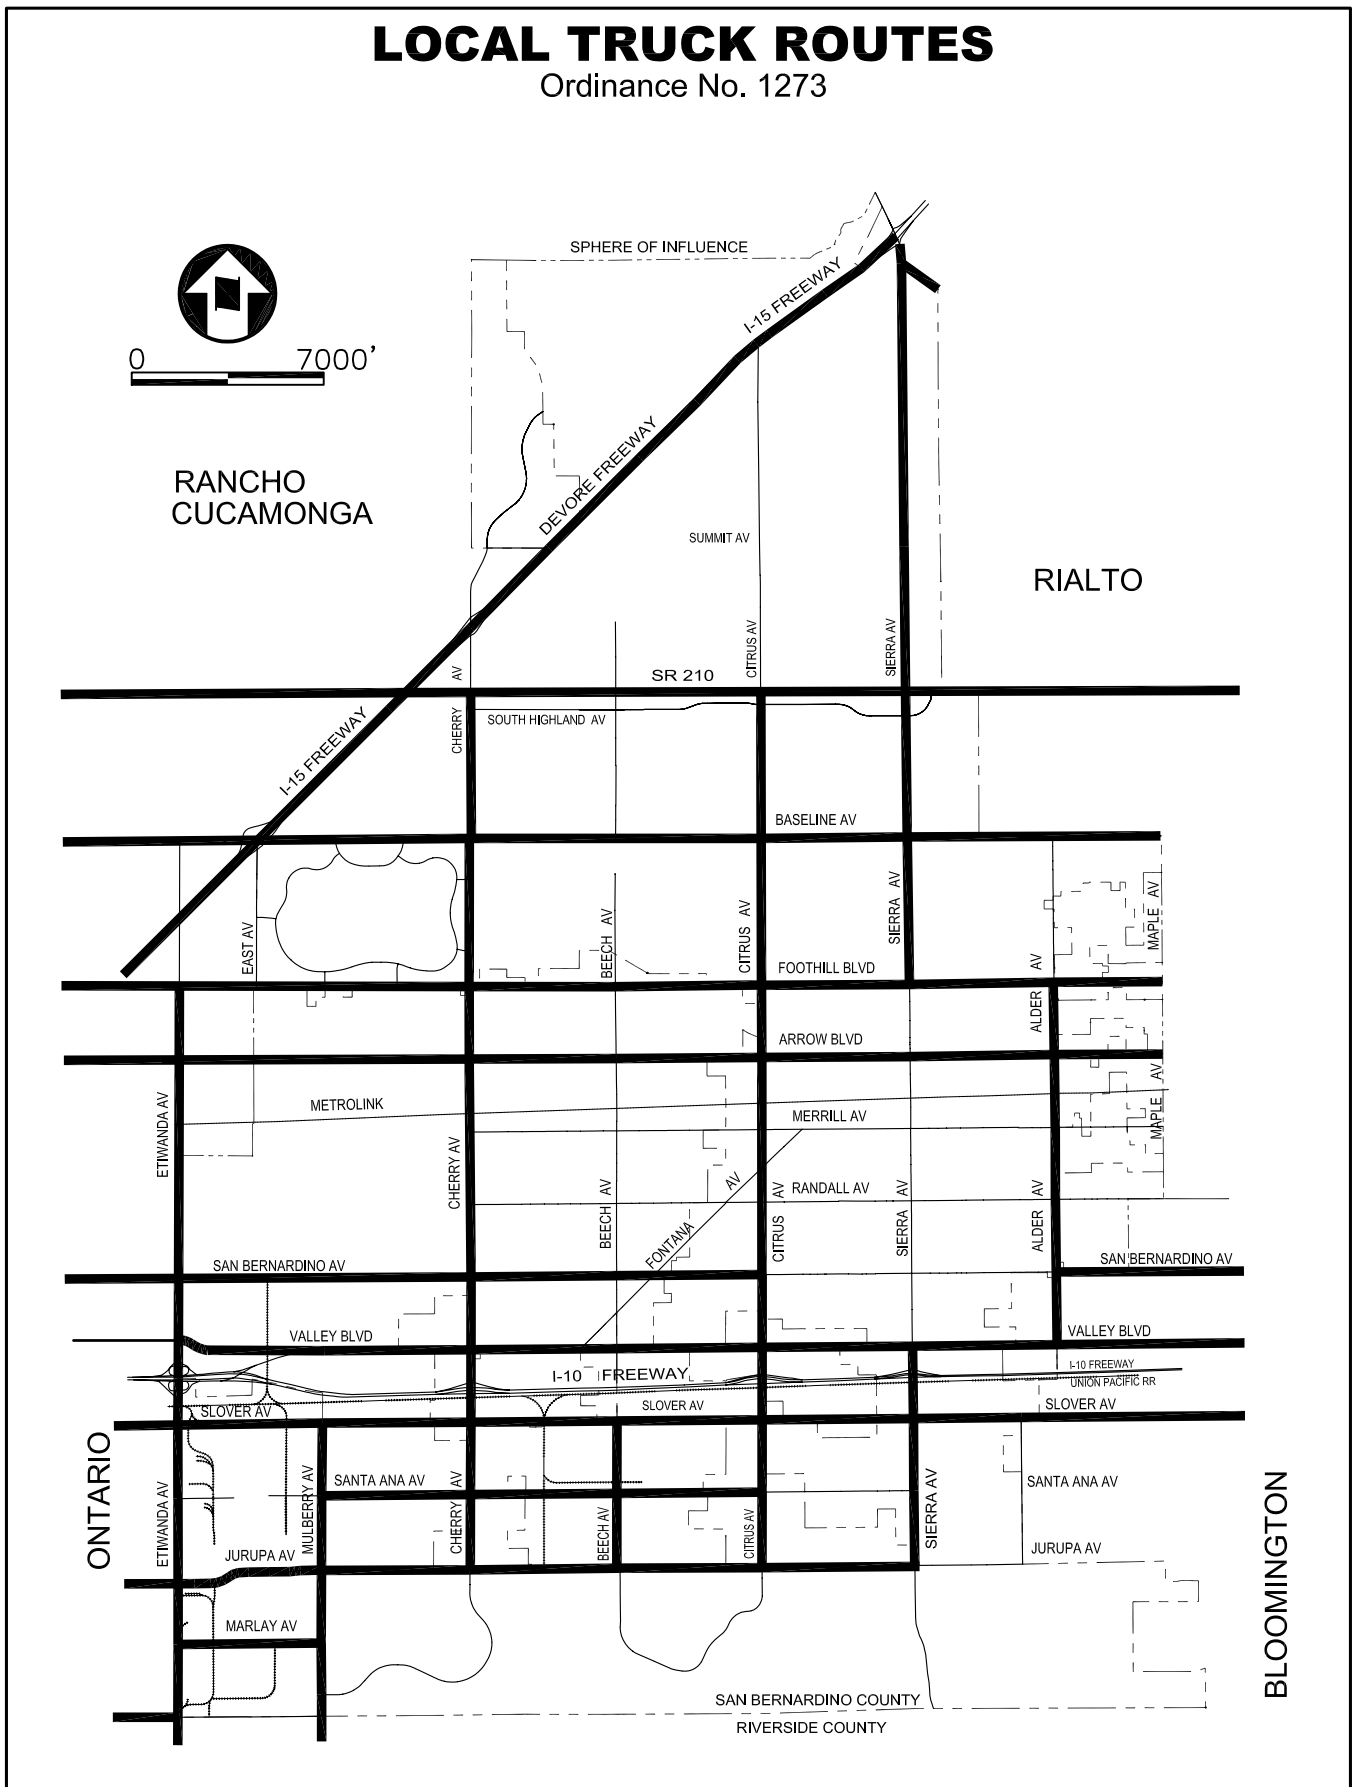 LOCAL TRUCK ROUTES
Ordinance No. 1273
SPHERE OF INFLUENCE
I-15 FREEWAY
0 7000'
DEVORE FREEWAY
RANCHO
CUCAMONGA
SUMMIT AV
RIALTO
CITRUS AV
SIERRA AV
CHERRY AV
SR 210
SOUTH HIGHLAND AV
I-15 FREEWAY
BASELINE AV
EAST AV
BEECH AV
CITRUS AV
SIERRA AV
MAPLE AV
FOOTHILL BLVD
ALDER AV
ARROW BLVD
METROLINK
MERRILL AV
MAPLE AV
ETIWANDA AV
CHERRY AV
BEECH AV
FONTANA AV
RANDALL AV
CITRUS AV
SIERRA AV
ALDER AV
SAN BERNARDINO AV
SAN BERNARDINO AV
VALLEY BLVD
VALLEY BLVD
I-10 FREEWAY
I-10 FREEWAY
UNION PACIFIC RR
SLOVER AV
SLOVER AV
SLOVER AV
ONTARIO
SANTA ANA AV
SANTA ANA AV
ETIWANDA AV
MULBERRY AV
CHERRY AV
BEECH AV
CITRUS AV
SIERRA AV
JURUPA AV
JURUPA AV
BLOOMINGTON
MARLAY AV
SAN BERNARDINO COUNTY
RIVERSIDE COUNTY